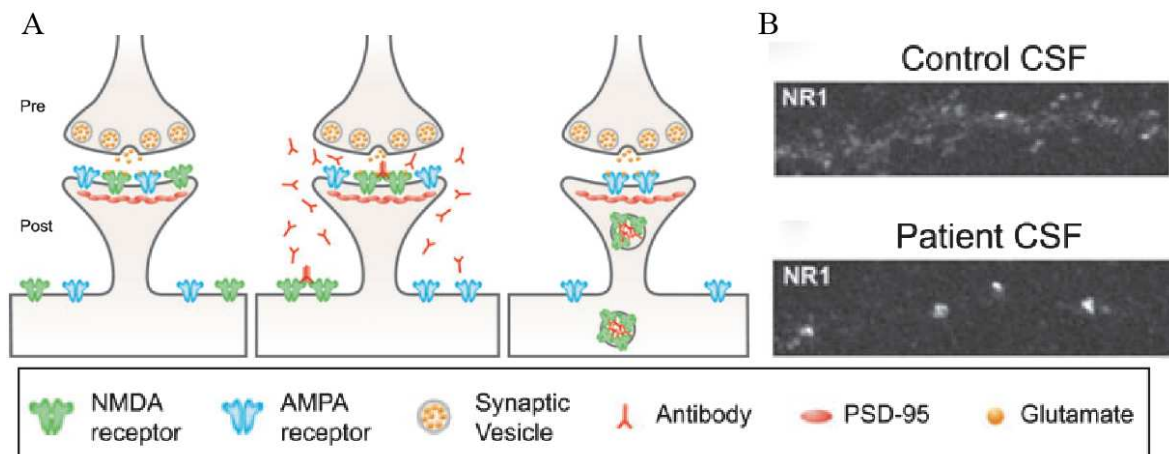 A
B
Pre
Post
Control CSF
NR1
Patient CSF
NR1
NMDA
receptor
AMPA
receptor
Synaptic
Vesicle
Antibody
PSD-95
Glutamate